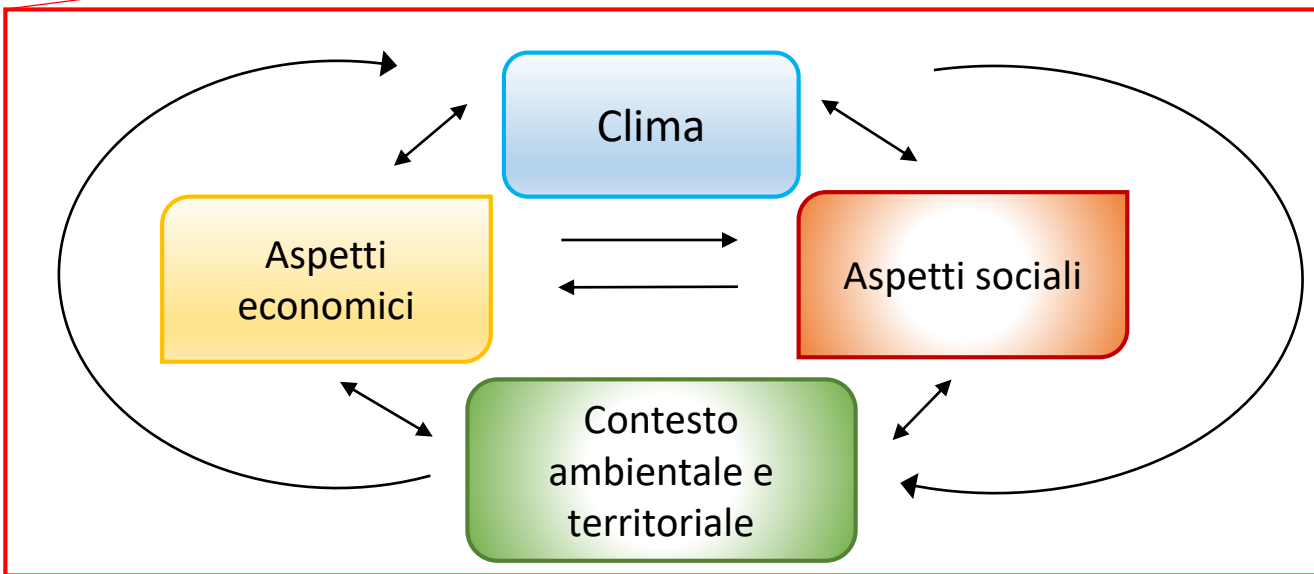 Clima
Aspetti
economici
Aspetti sociali
Contesto
ambientale e
territoriale